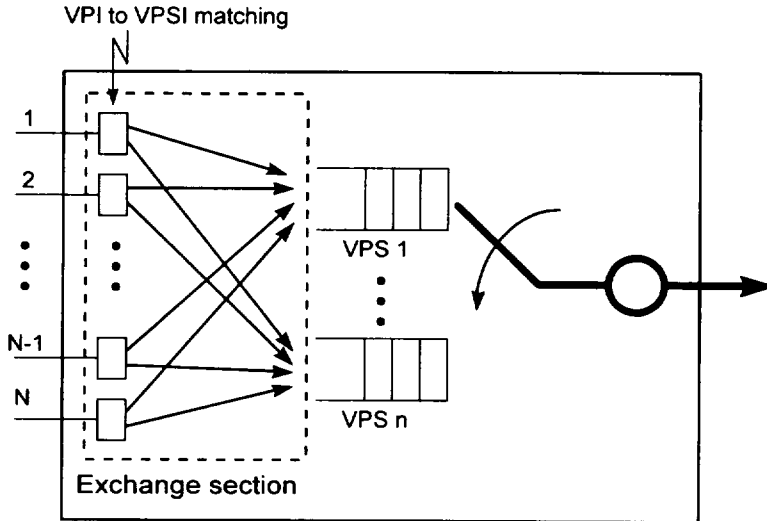 VPI to VPSI matching
1
2
VPS 1
N-1
N
VPS n
Exchange section